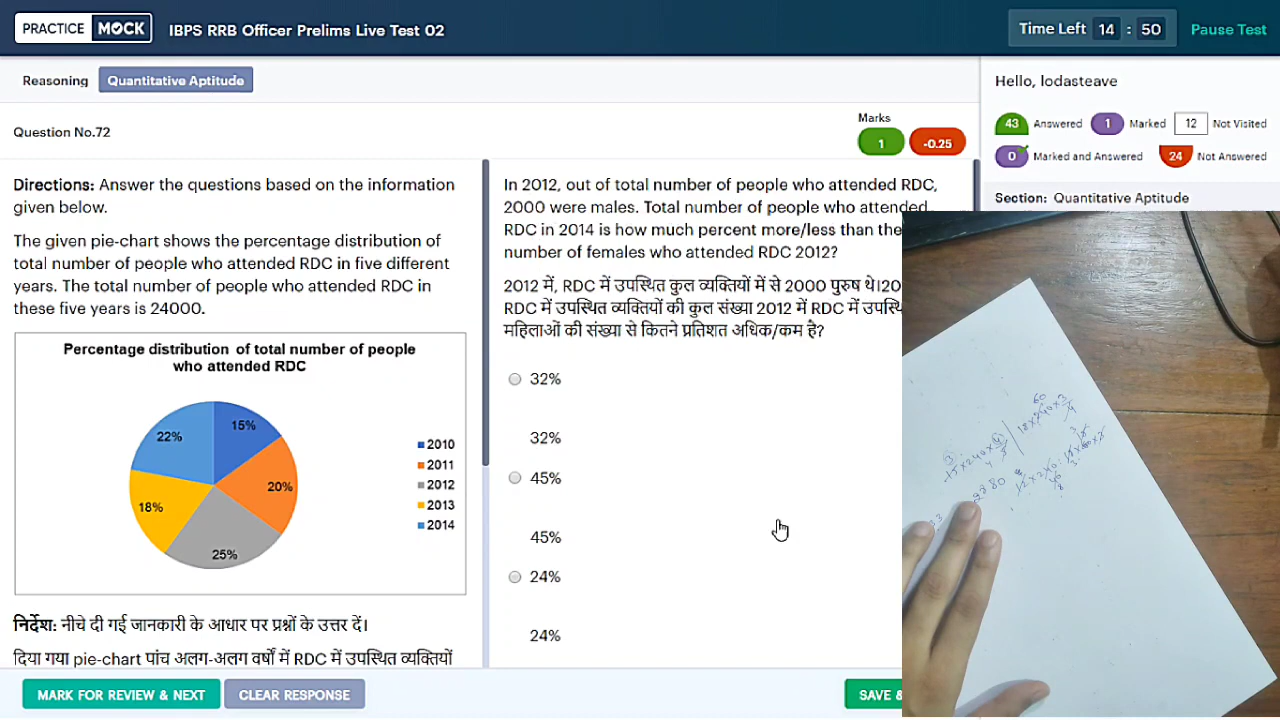 PRACTICE MOCK
IBPS RRB Officer Prelims Live Test 02
Time Left 14 : 50
Pause Test
Reasoning
Quantitative Aptitude
Hello, lodasteave
43 Answered
1 Marked
12 Not Visited
0 Marked and Answered
24 Not Answered
Section: Quantitative Aptitude
Question No.72
Marks
1
-0.25
Directions: Answer the questions based on the information
given below.
The given pie-chart shows the percentage distribution of
total number of people who attended RDC in five different
years. The total number of people who attended RDC in
these five years is 24000.
Percentage distribution of total number of people
who attended RDC
15%
20%
25%
18%
22%
2010
2011
2012
2013
2014
निर्देश: नीचे दी गई जानकारी के आधार पर प्रश्नों के उत्तर दें।
दिया गया pie-chart पांच अलग-अलग वर्षों में RDC में उपस्थित व्यक्तियों
In 2012, out of total number of people who attended RDC,
2000 were males. Total number of people who attended
RDC in 2014 is how much percent more/less than the
number of females who attended RDC 2012?
2012 में, RDC में उपस्थित कुल व्यक्तियों में से 2000 पुरुष थे।20
RDC में उपस्थित व्यक्तियों की कुल संख्या 2012 में RDC में उपस्थि
महिलाओं की संख्या से कितने प्रतिशत अधिक/कम है?
32%
32%
45%
45%
24%
24%
MARK FOR REVIEW & NEXT
CLEAR RESPONSE
SAVE &
2880